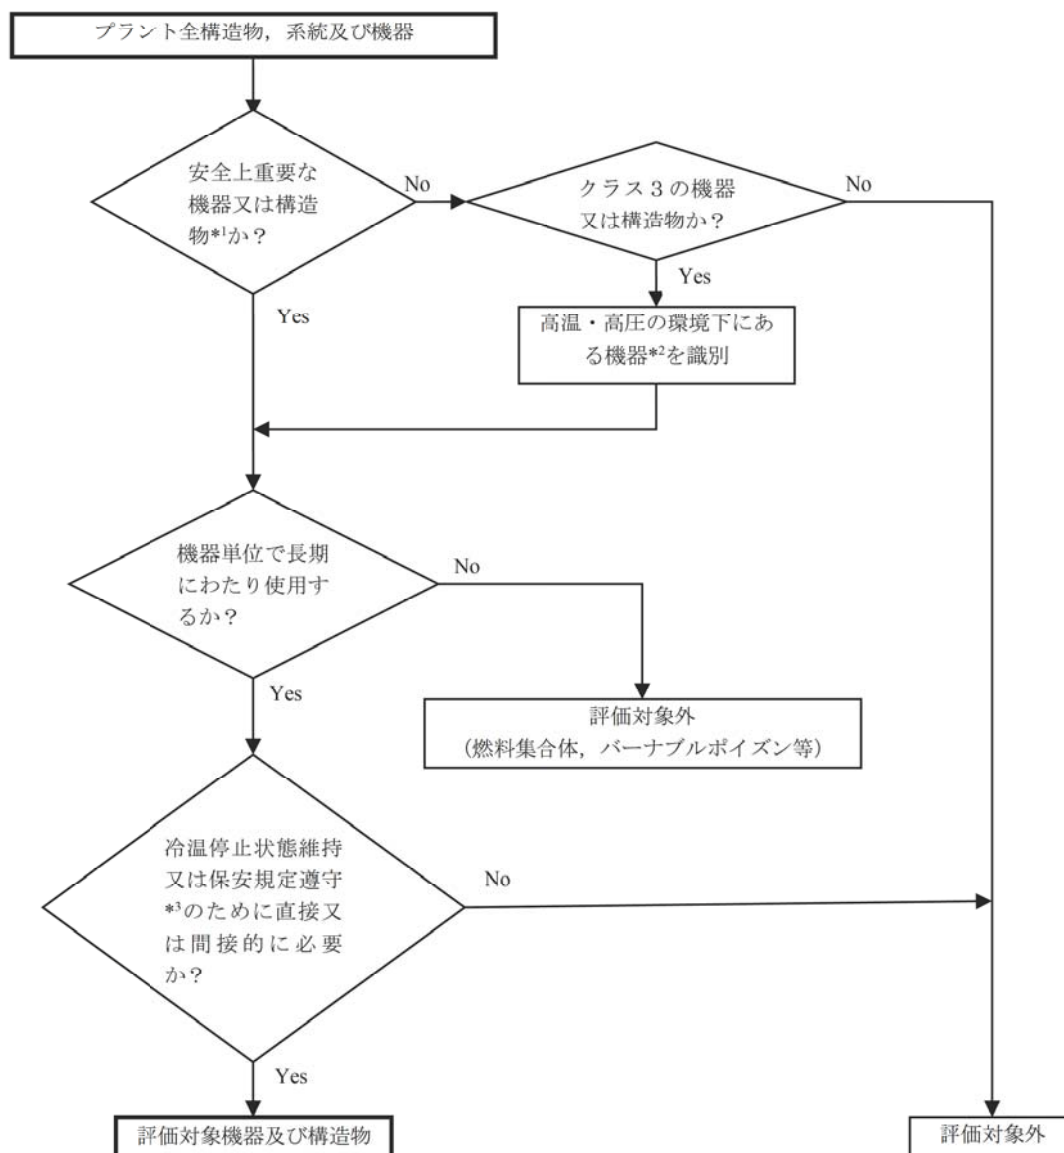 プラント全構造物，系統及び機器
安全上重要な
機器又は構造
物*1か？
No
クラス３の機器
又は構造物か？
No
Yes
Yes
高温・高圧の環境下にあ
る機器*2を識別
機器単位で長期
にわたり使用す
るか？
No
Yes
評価対象外
（燃料集合体，バーナブルポイズン等）
冷温停止状態維持
又は保安規定遵守
*3のために直接又
は間接的に必要
か？
No
Yes
評価対象機器及び構造物
評価対象外